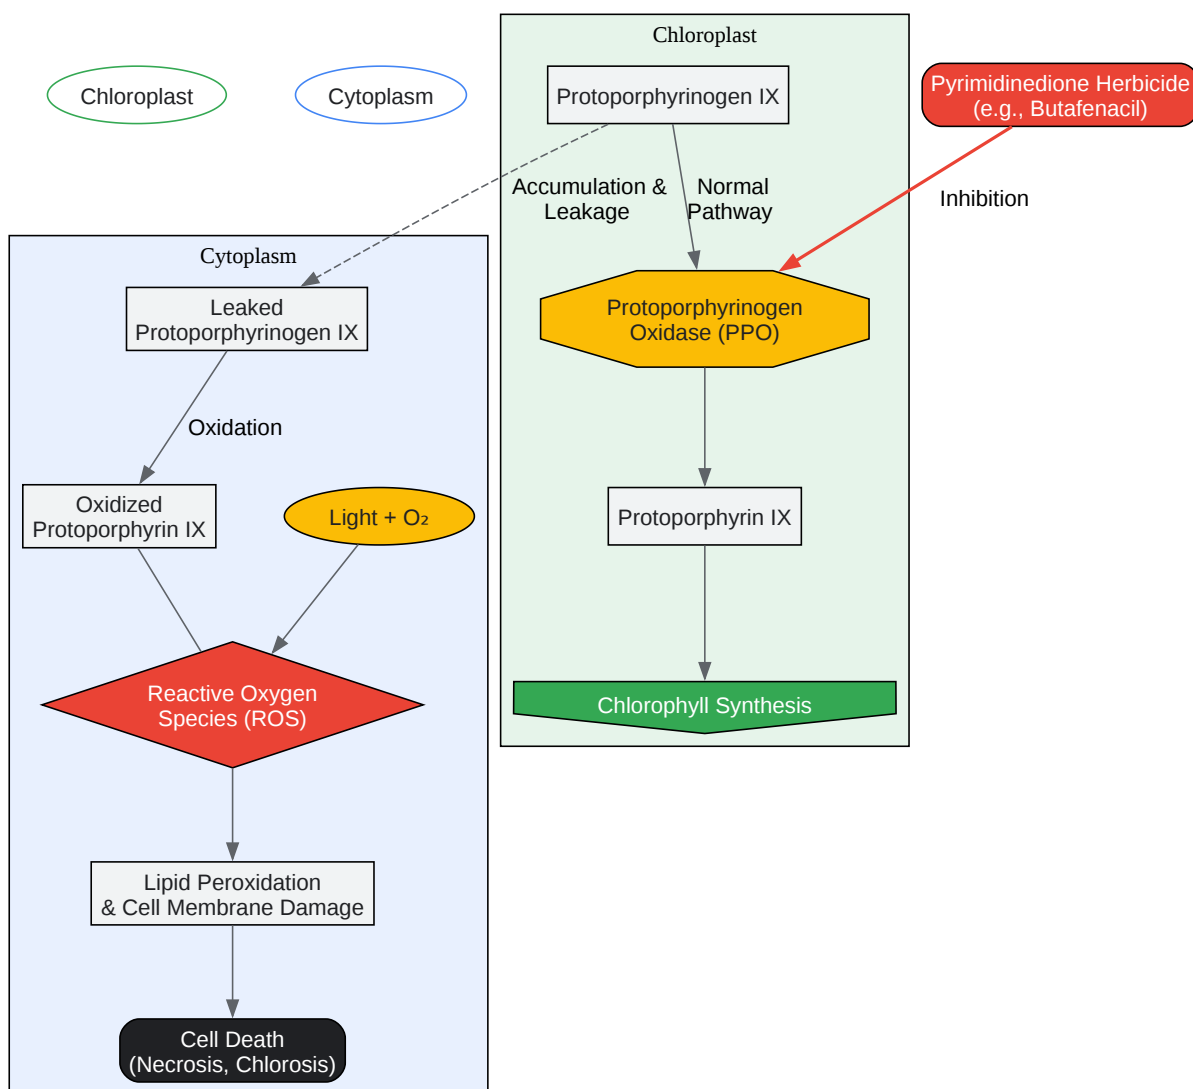 Chloroplast
Chloroplast
Cytoplasm
Protoporphyrinogen IX
Pyrimidinedione Herbicide
(e.g., Butafenacil)
Accumulation &
Leakage
Normal
Pathway
Inhibition
Cytoplasm
Leaked
Protoporphyrinogen IX
Protoporphyrinogen
Oxidase (PPO)
Oxidation
Oxidized
Protoporphyrin IX
Light + O₂
Protoporphyrin IX
Reactive Oxygen
Species (ROS)
Chlorophyll Synthesis
Lipid Peroxidation
& Cell Membrane Damage
Cell Death
(Necrosis, Chlorosis)